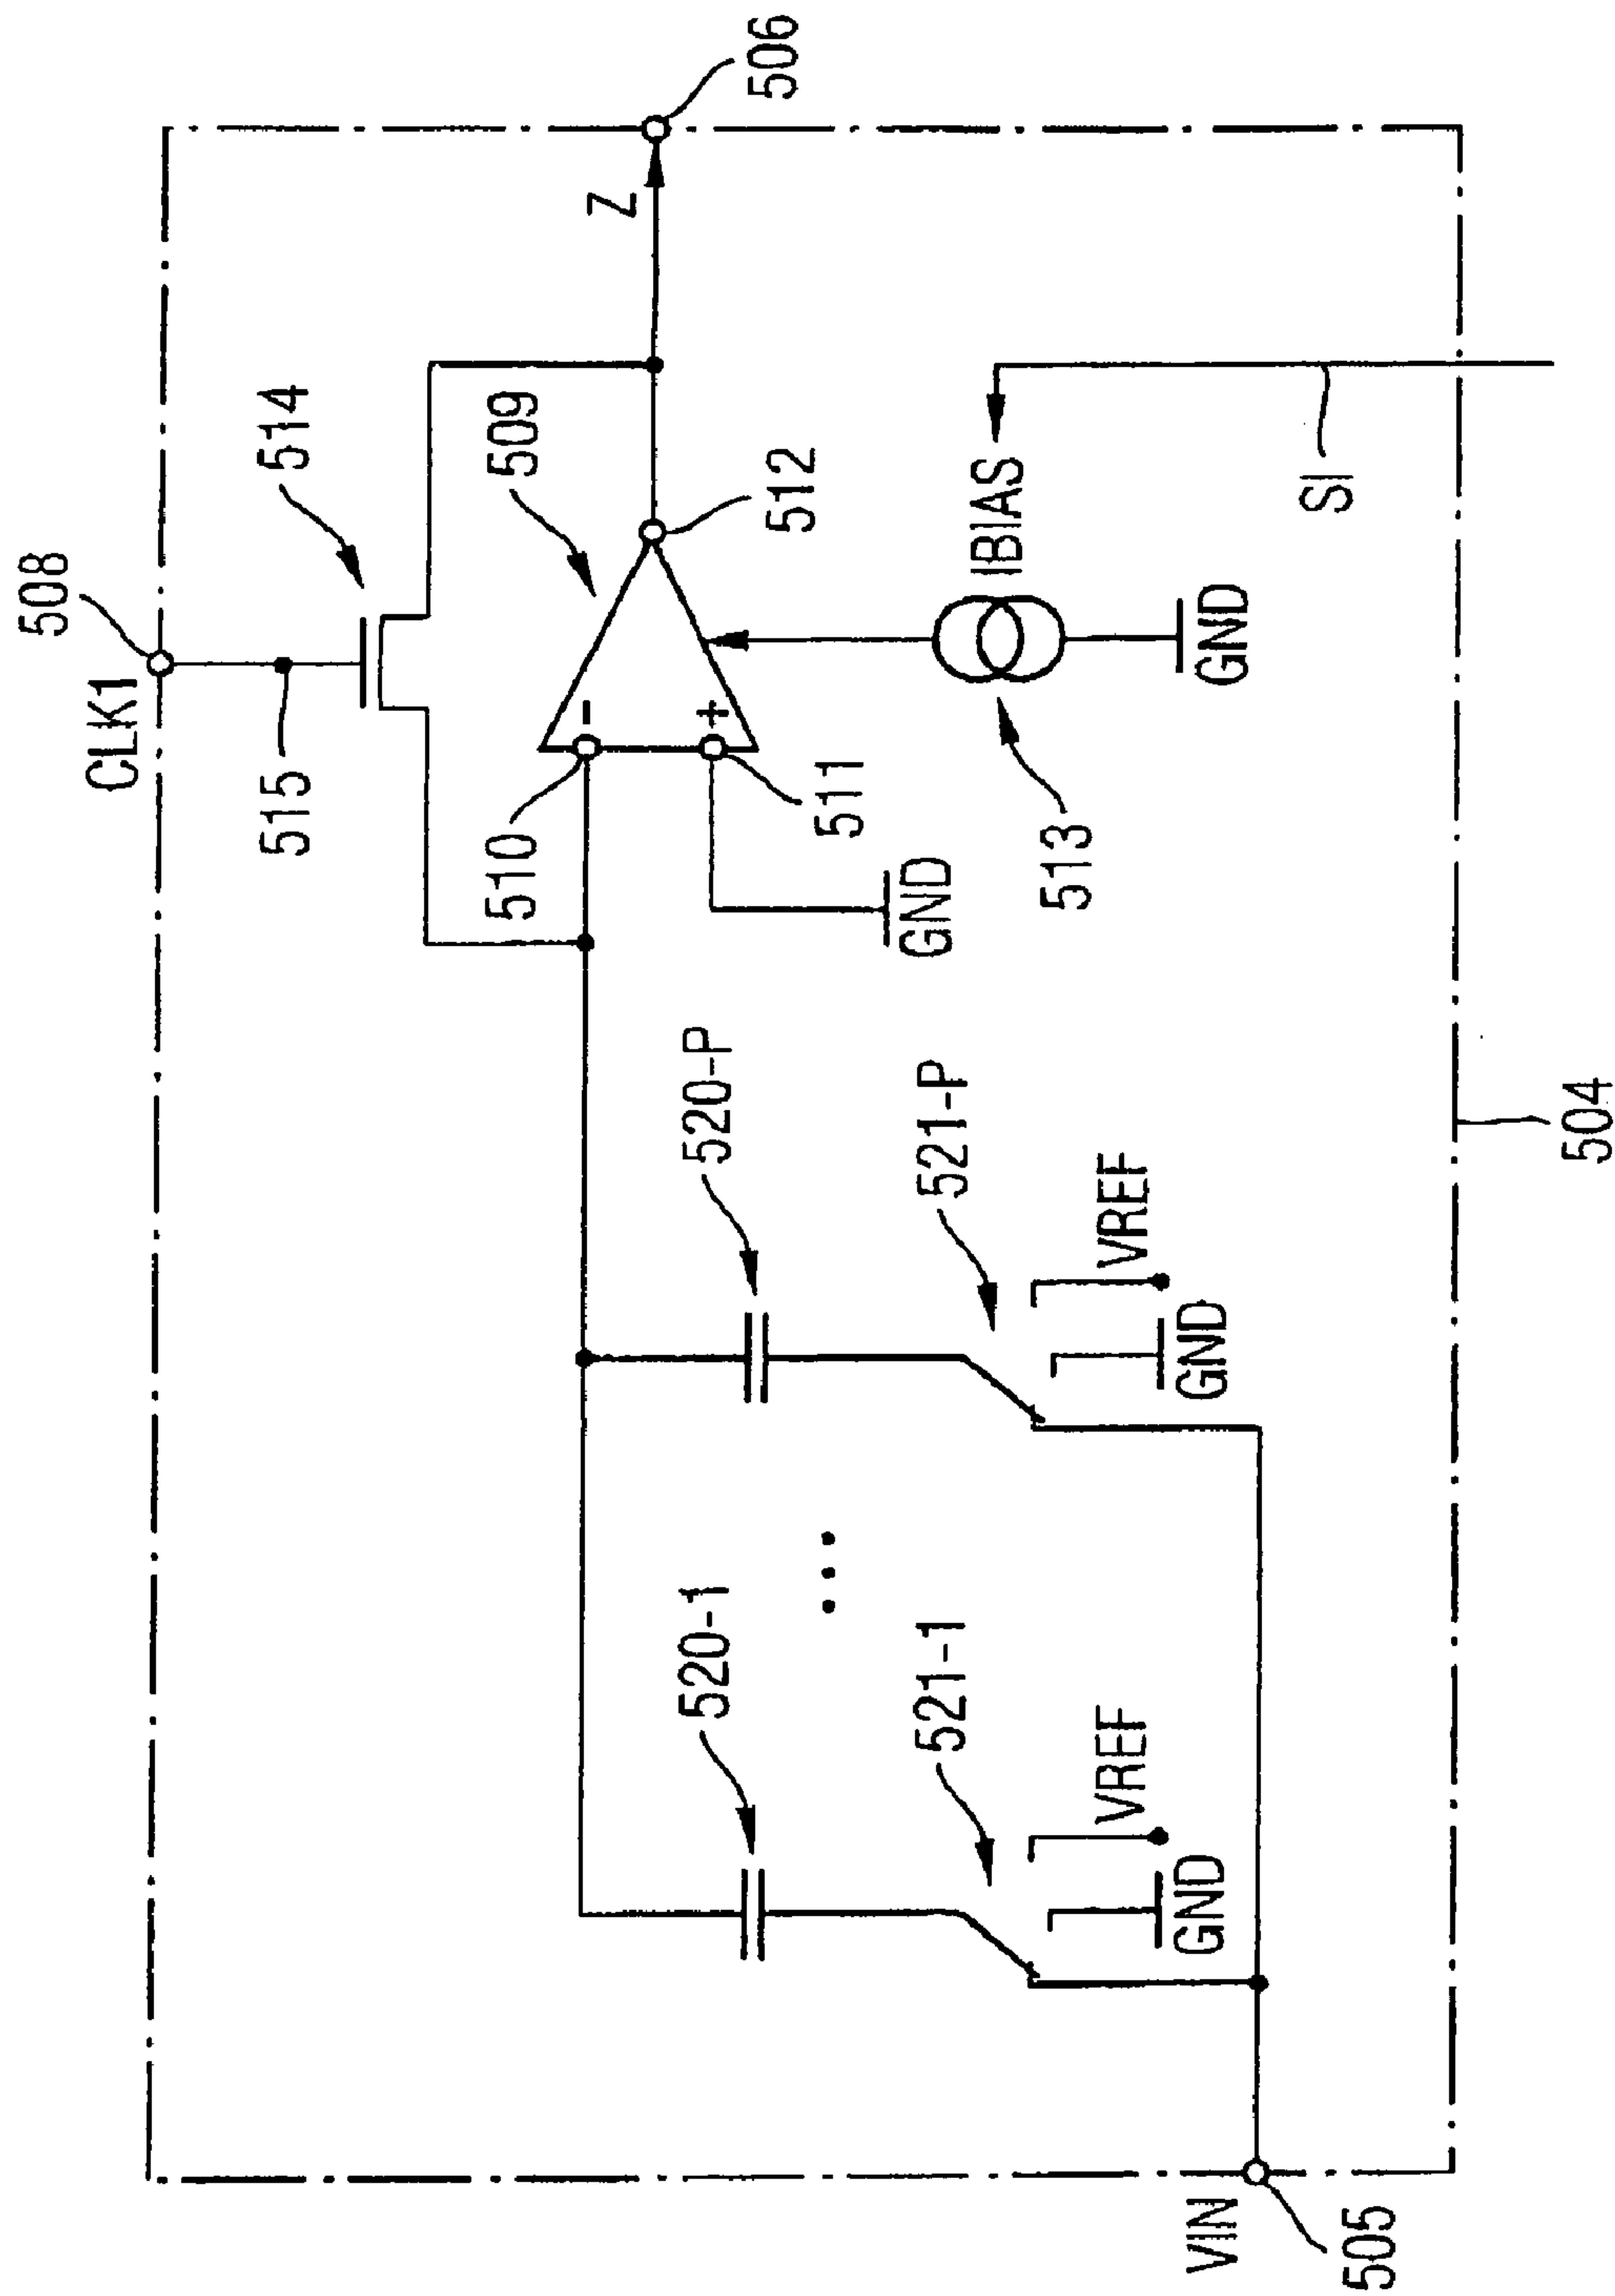 CLK1
508
514
515
509
Z
506
510
512
511
GND
IBIAS
513
GND
SI
520-1
520-P
...
521-1
521-P
VREF
GND
VREF
GND
VIN
505
504